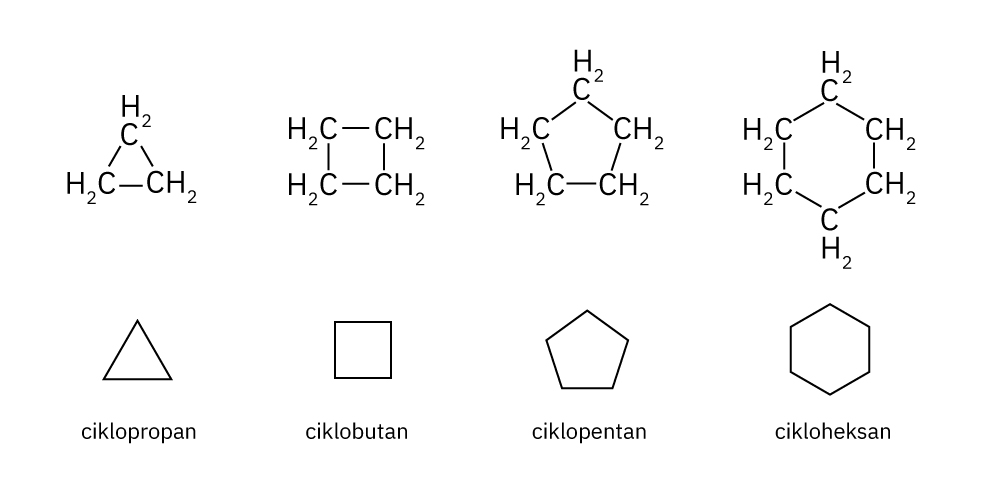 H₂
C
H₂C CH₂
H₂C CH₂
H₂C CH₂
H₂
C
H₂C CH₂
H₂C CH₂
H₂
C
H₂C CH₂
H₂C CH₂
C
H₂
ciklopropan
ciklobutan
ciklopentan
cikloheksan